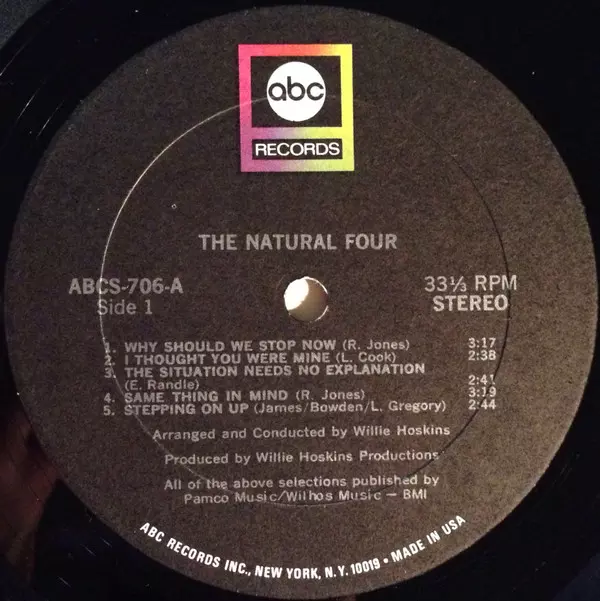 abc
RECORDS
THE NATURAL FOUR
ABCS-706-A
Side 1
33⅓ RPM
STEREO
1. WHY SHOULD WE STOP NOW (R. Jones) 3:17
2. I THOUGHT YOU WERE MINE (L. Cook) 2:38
3. THE SITUATION NEEDS NO EXPLANATION
(E. Randle) 2:41
4. SAME THING IN MIND (R. Jones) 3:19
5. STEPPING ON UP (James/Bowden/L. Gregory) 2:44
Arranged and Conducted by Willie Hoskins
Produced by Willie Hoskins Productions
All of the above selections published by
Pamco Music/Wilhos Music — BMI
ABC RECORDS INC., NEW YORK, N.Y. 10019 • MADE IN USA